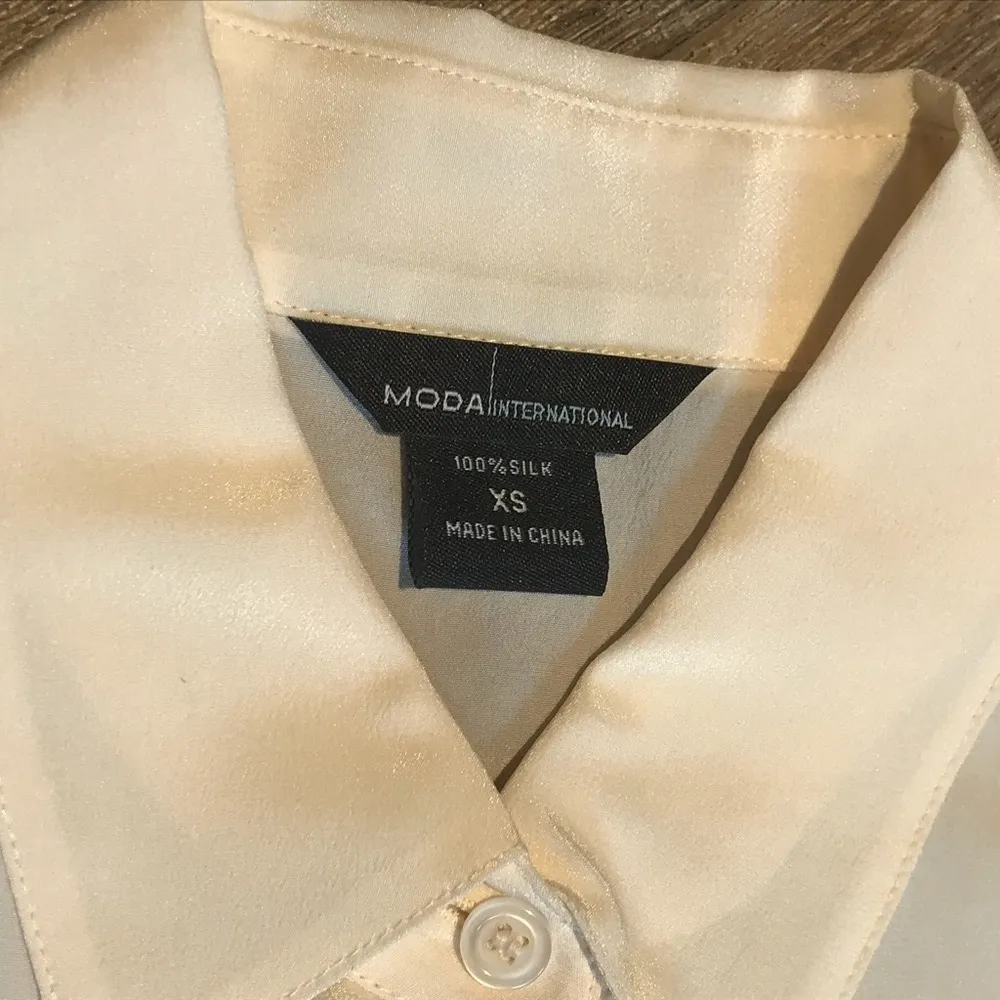 MODA INTERNATIONAL
100% SILK
XS
MADE IN CHINA